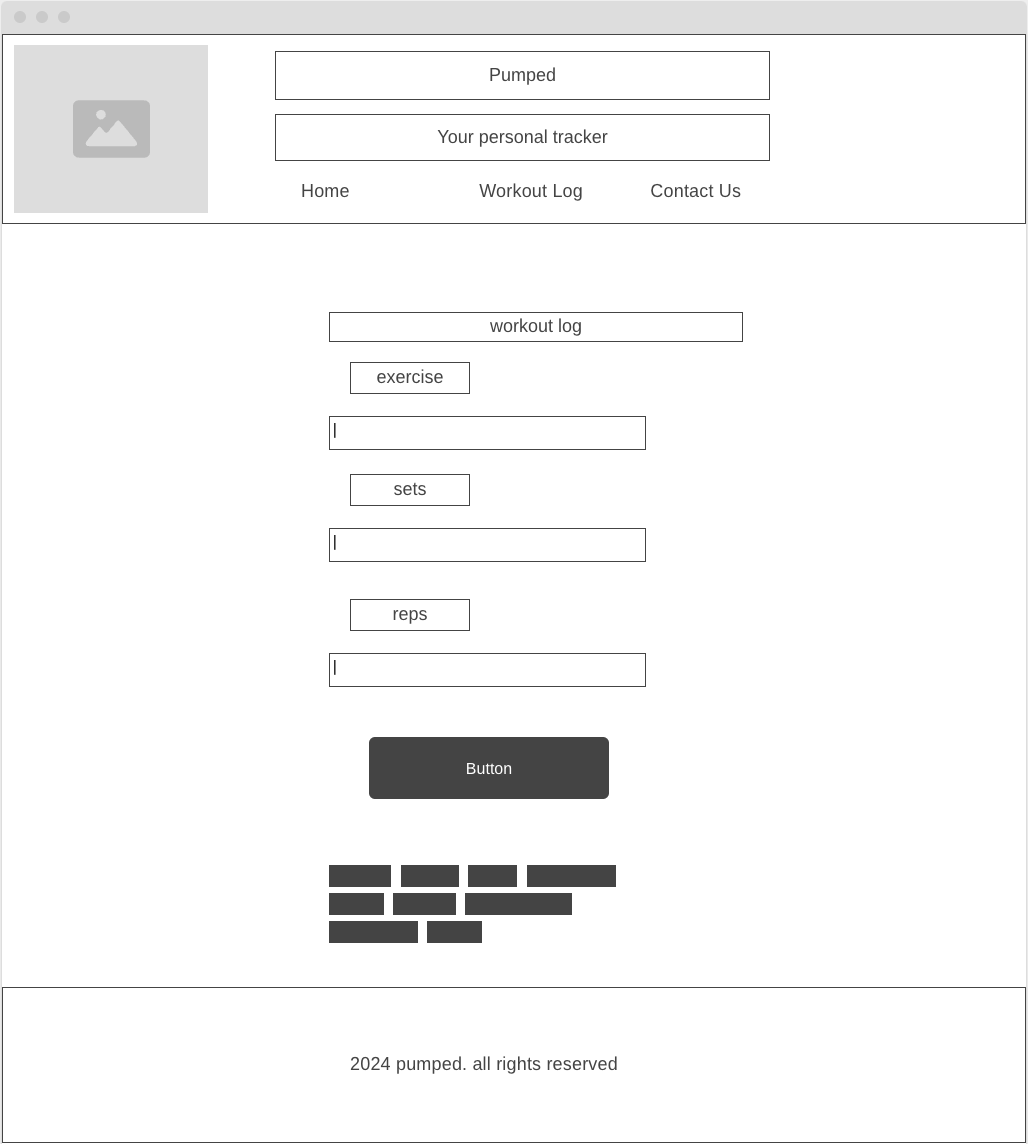 Pumped
Your personal tracker
Home Workout Log Contact Us
workout log
exercise
sets
reps
Button
2024 pumped. all rights reserved